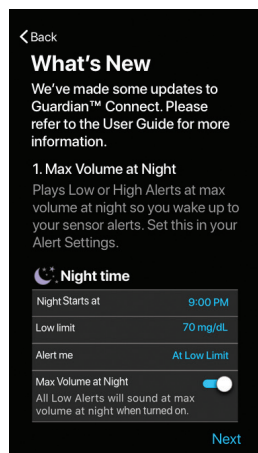 Back
What's New
We've made some updates to
Guardian™ Connect. Please
refer to the User Guide for more
information.
1. Max Volume at Night
Plays Low or High Alerts at max
volume at night so you wake up to
your sensor alerts. Set this in your
Alert Settings.
Night time
Night Starts at 9:00 PM
Low limit 70 mg/dL
Alert me At Low Limit
Max Volume at Night
All Low Alerts will sound at max
volume at night when turned on.
Next